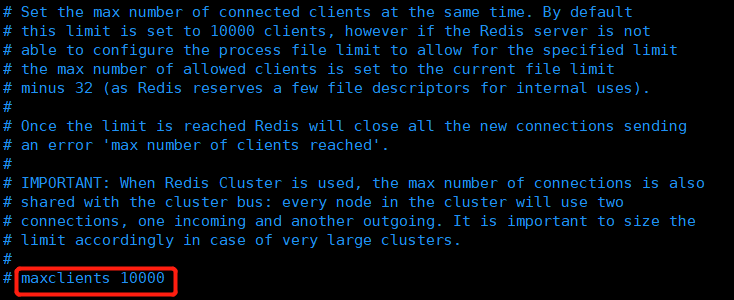 # Set the max number of connected clients at the same time. By default
# this limit is set to 10000 clients, however if the Redis server is not
# able to configure the process file limit to allow for the specified limit
# the max number of allowed clients is set to the current file limit
# minus 32 (as Redis reserves a few file descriptors for internal uses).
#
# Once the limit is reached Redis will close all the new connections sending
# an error 'max number of clients reached'.
#
# IMPORTANT: When Redis Cluster is used, the max number of connections is also
# shared with the cluster bus: every node in the cluster will use two
# connections, one incoming and another outgoing. It is important to size the
# limit accordingly in case of very large clusters.
#
# maxclients 10000